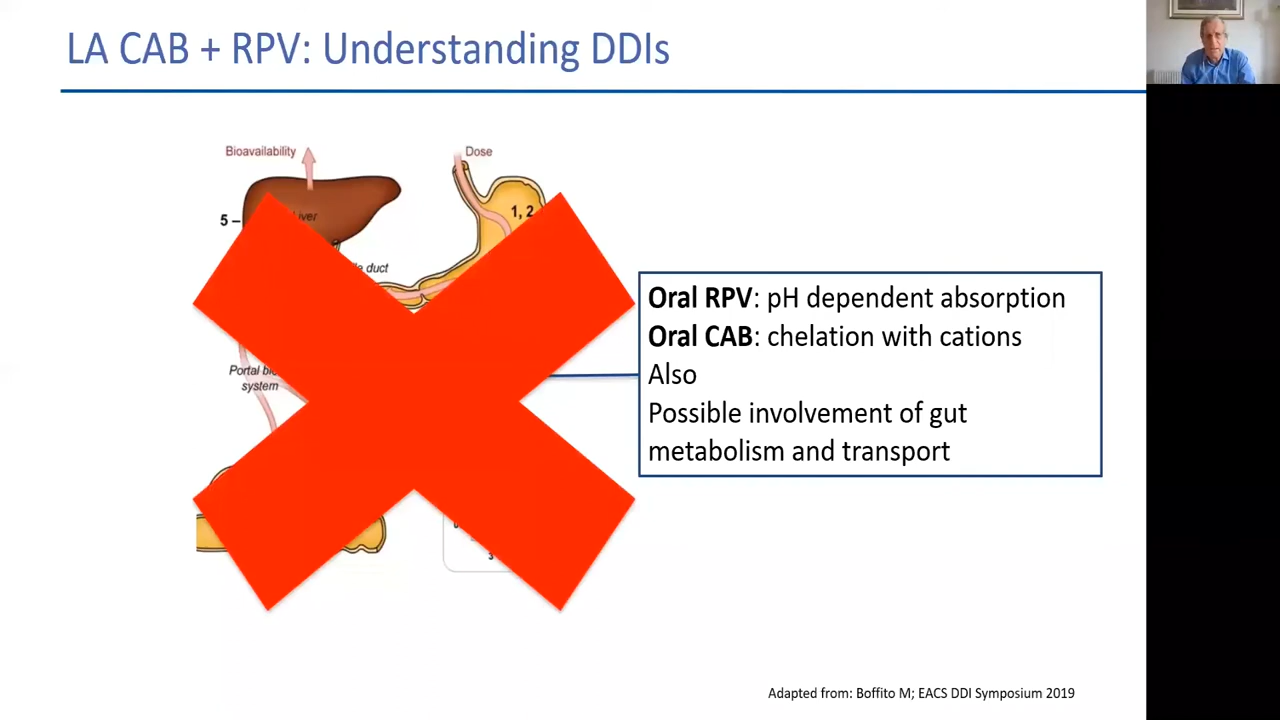 LA CAB + RPV: Understanding DDIs
Bioavailability
Dose
5 –
Liver
1, 2
duct
Portal
system
Oral RPV: pH dependent absorption
Oral CAB: chelation with cations
Also
Possible involvement of gut
metabolism and transport
3
Adapted from: Boffito M; EACS DDI Symposium 2019